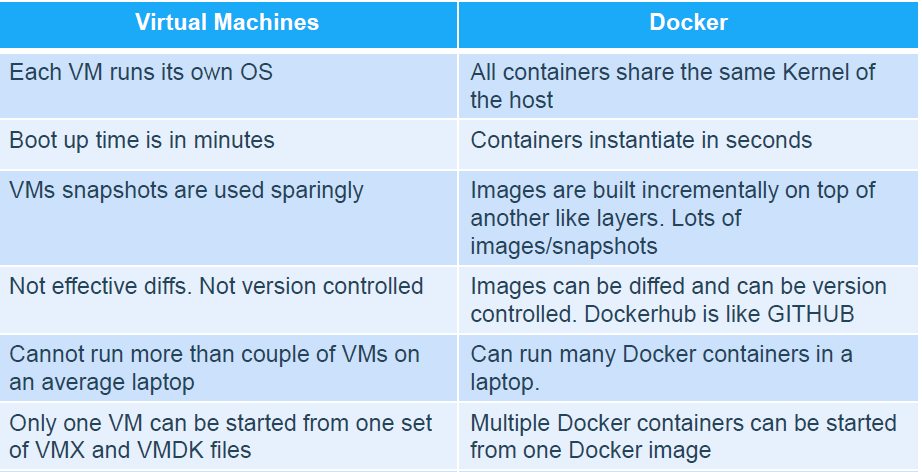 Virtual Machines
Docker
Each VM runs its own OS
All containers share the same Kernel of
the host
Boot up time is in minutes
Containers instantiate in seconds
VMs snapshots are used sparingly
Images are built incrementally on top of
another like layers. Lots of
images/snapshots
Not effective diffs. Not version controlled
Images can be diffed and can be version
controlled. Dockerhub is like GITHUB
Cannot run more than couple of VMs on
an average laptop
Can run many Docker containers in a
laptop.
Only one VM can be started from one set
of VMX and VMDK files
Multiple Docker containers can be started
from one Docker image